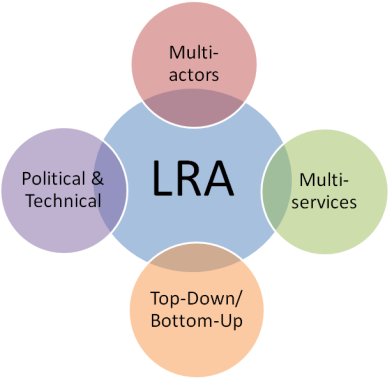 Multi-
actors
Political &
Technical
LRA
Multi-
services
Top-Down/
Bottom-Up